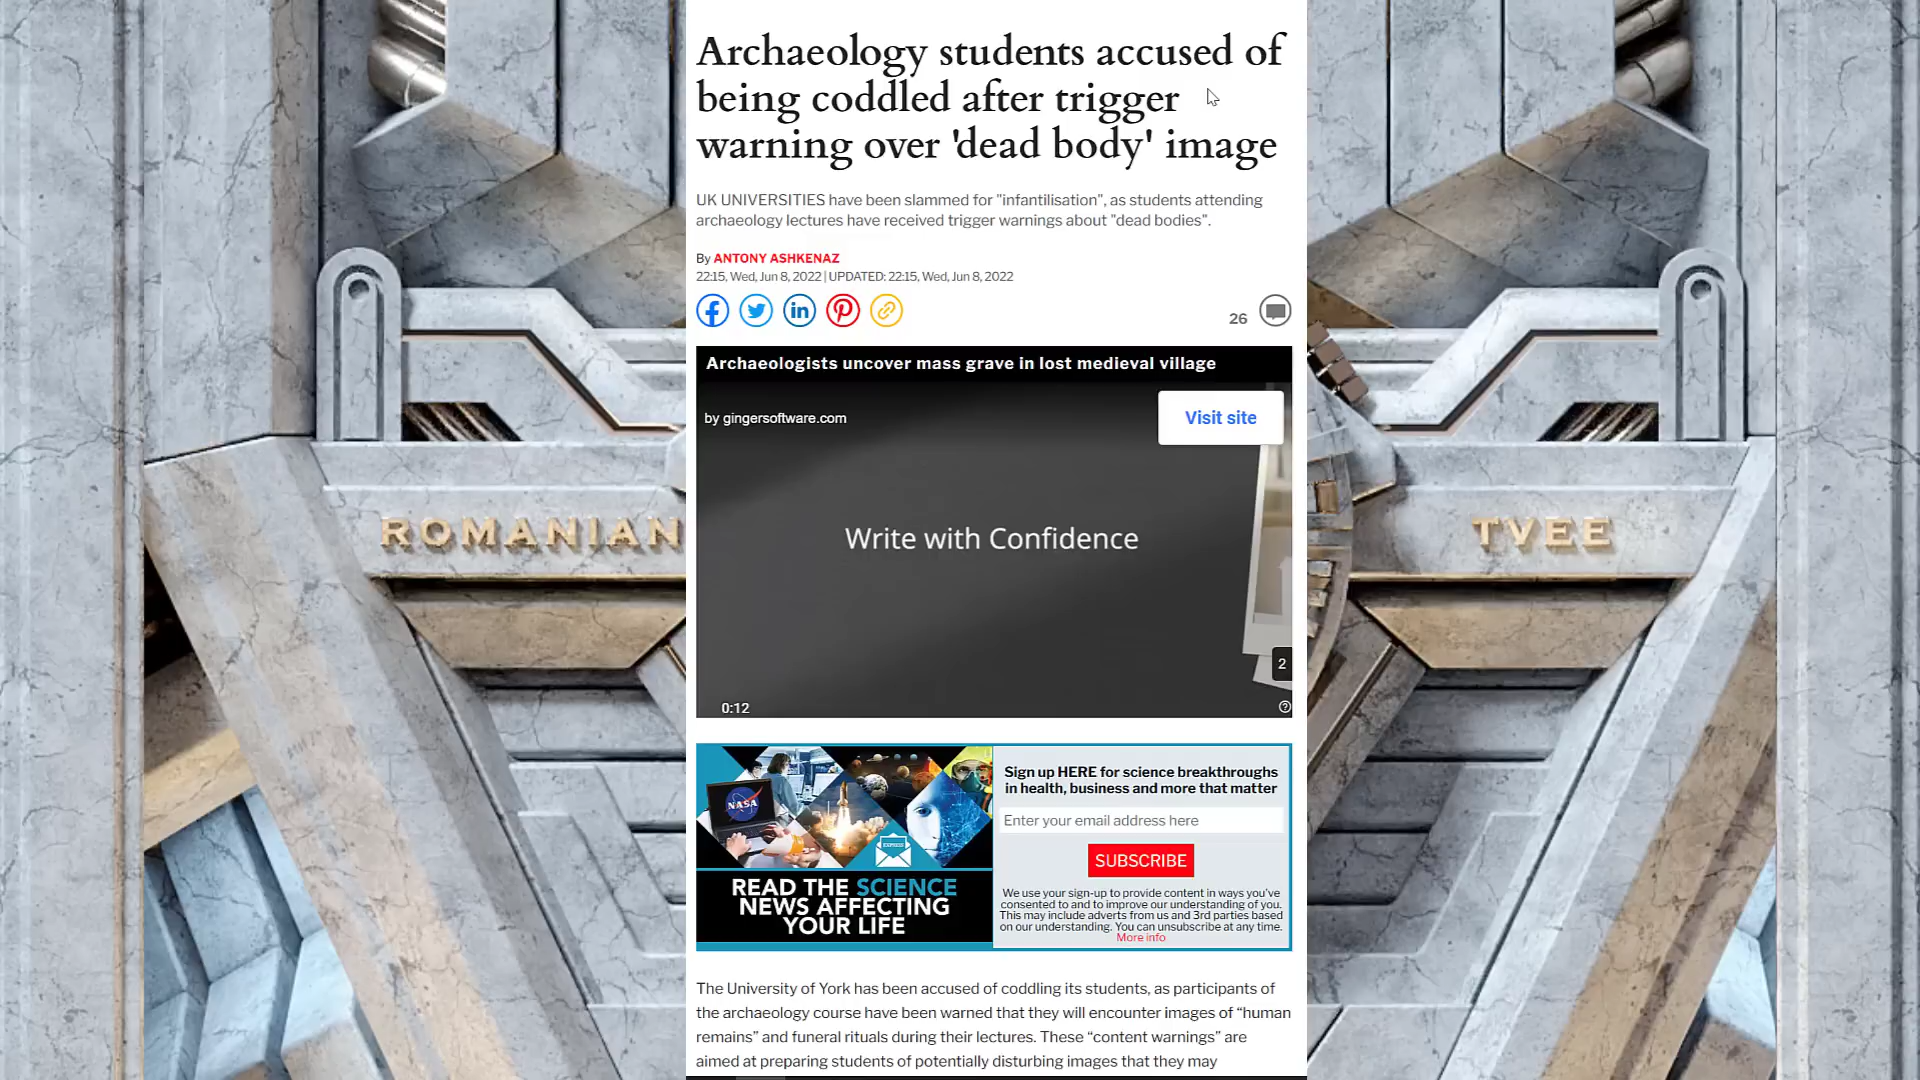 Archaeology students accused of
being coddled after trigger
warning over 'dead body' image
UK UNIVERSITIES have been slammed for "infantilisation", as students attending
archaeology lectures have received trigger warnings about "dead bodies".
By ANTONY ASHKENAZ
22:15, Wed, Jun 8, 2022 | UPDATED: 22:15, Wed, Jun 8, 2022
26
Archaeologists uncover mass grave in lost medieval village
by gingersoftware.com
Visit site
Write with Confidence
2
0:12
ROMANIAN
TVEE
NASA
EXPRESS
READ THE SCIENCE
NEWS AFFECTING
YOUR LIFE
Sign up HERE for science breakthroughs
in health, business and more that matter
Enter your email address here
SUBSCRIBE
We use your sign-up to provide content in ways you've
consented to and to improve our understanding of you.
This may include adverts from us and 3rd parties based
on our understanding. You can unsubscribe at any time.
More info
The University of York has been accused of coddling its students, as participants of
the archaeology course have been warned that they will encounter images of “human
remains” and funeral rituals during their lectures. These “content warnings” are
aimed at preparing students of potentially disturbing images that they may